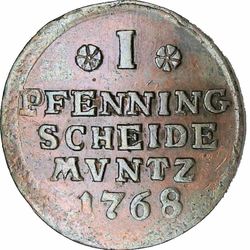 I
PFENNING
SCHEIDE
MVNTZ
1768